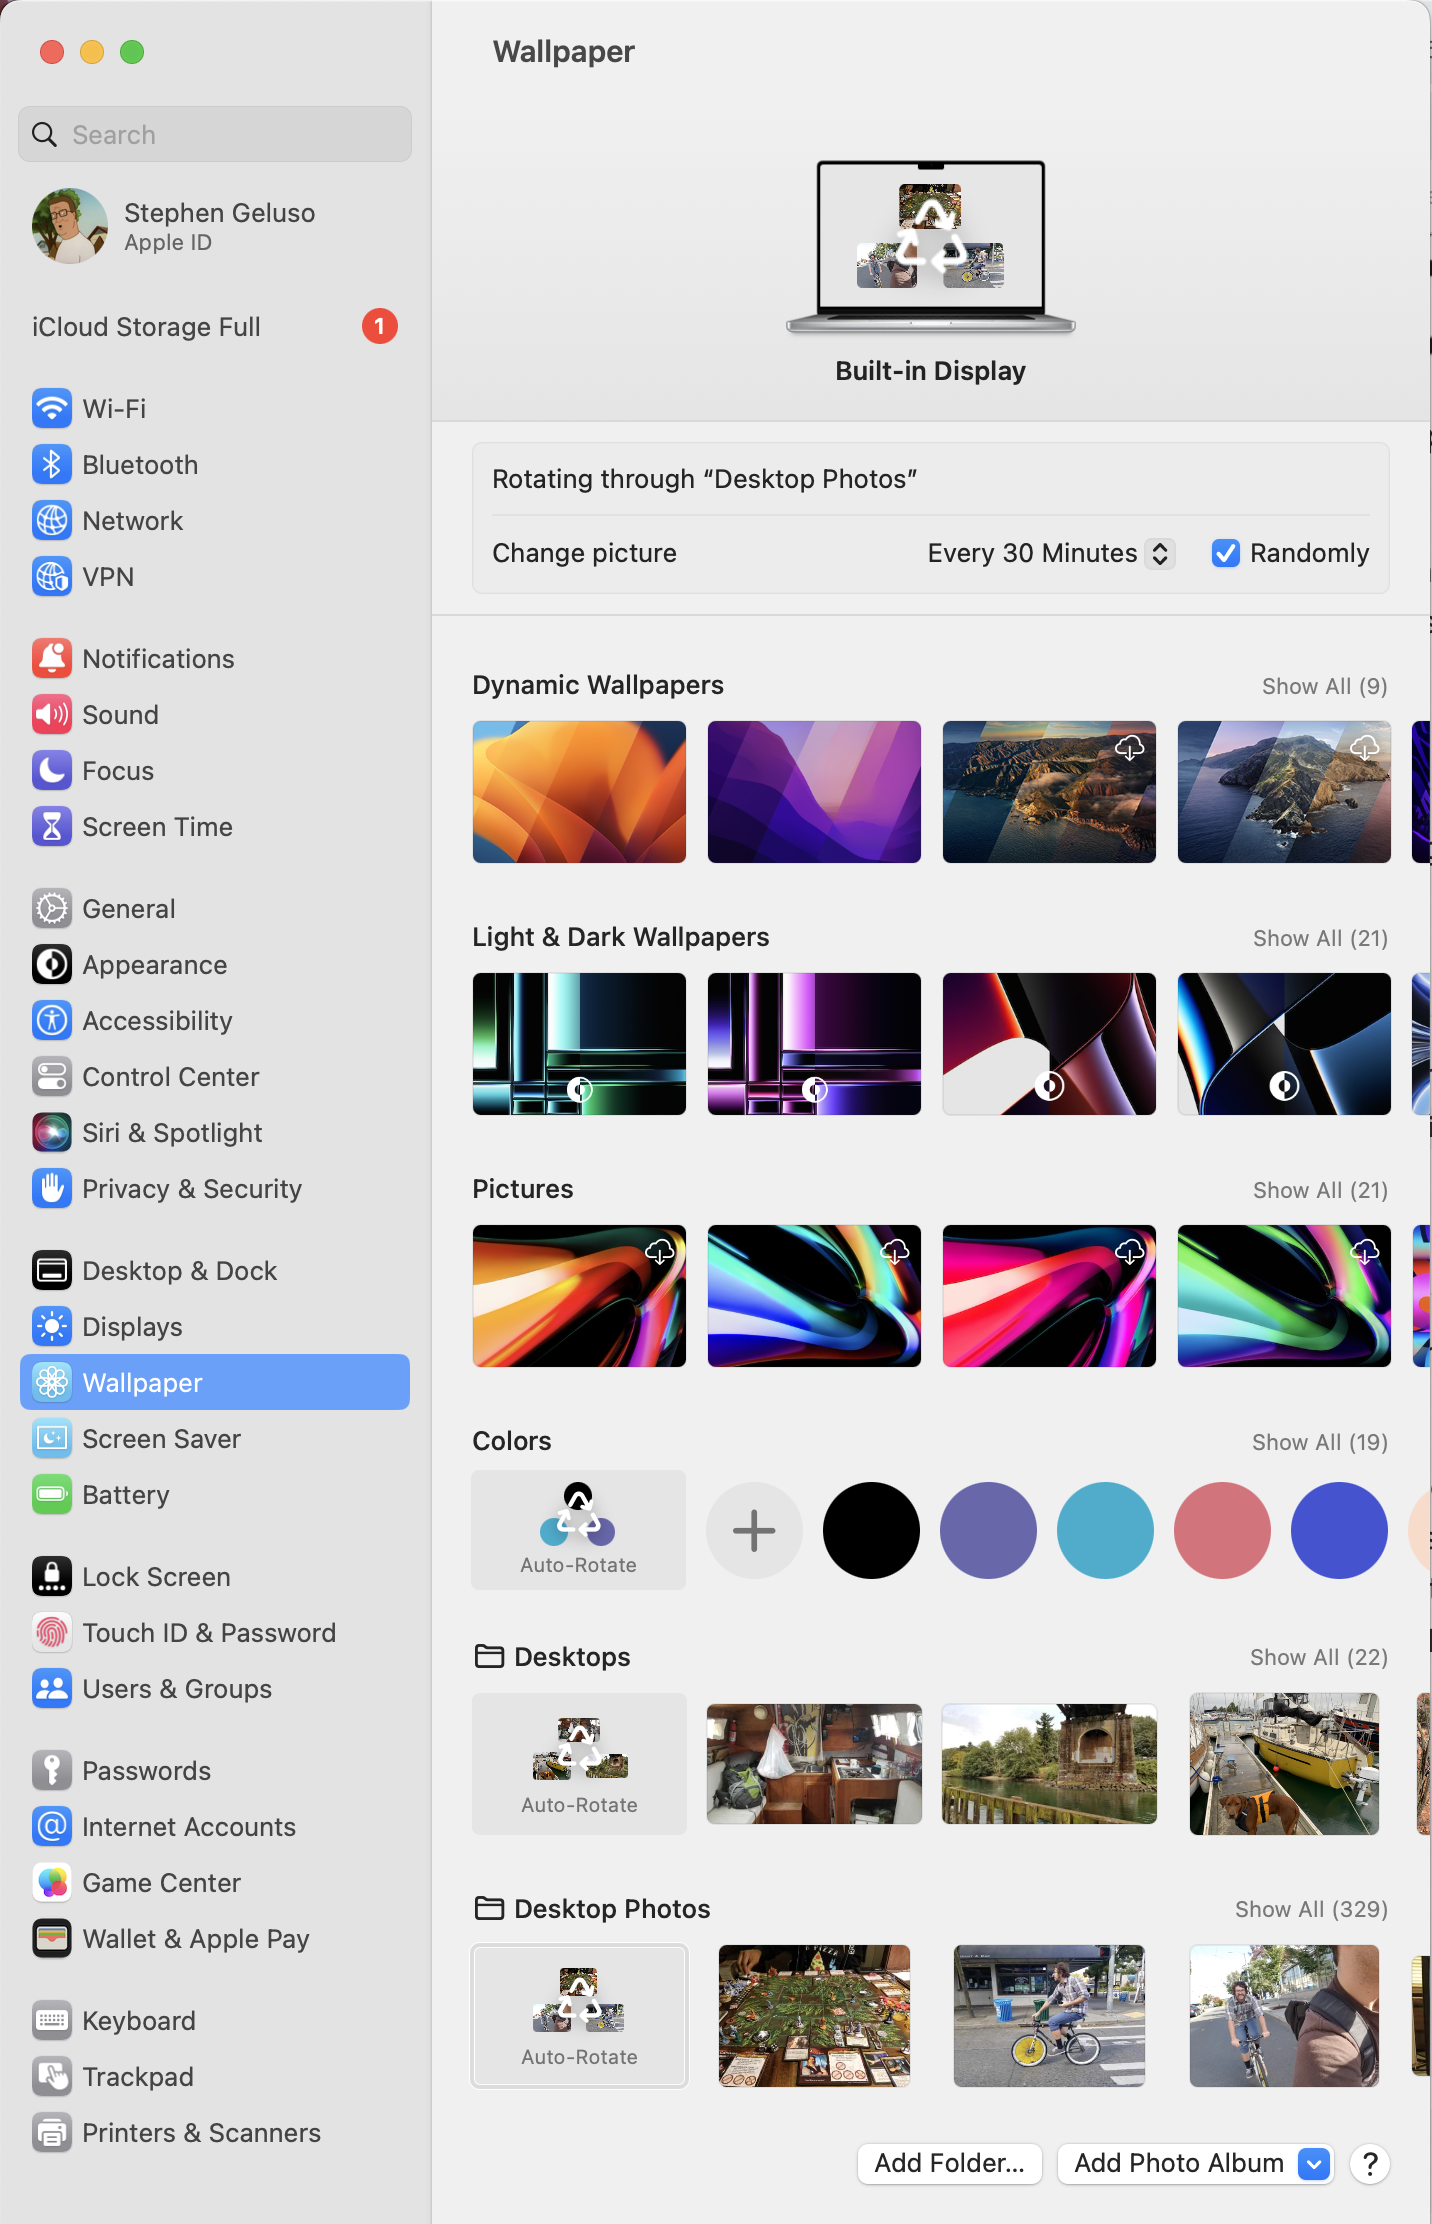 Wallpaper
Search
Stephen Geluso
Apple ID
iCloud Storage Full
1
Wi-Fi
Bluetooth
Network
VPN
Notifications
Sound
Focus
Screen Time
General
Appearance
Accessibility
Control Center
Siri & Spotlight
Privacy & Security
Desktop & Dock
Displays
Wallpaper
Screen Saver
Battery
Lock Screen
Touch ID & Password
Users & Groups
Passwords
Internet Accounts
Game Center
Wallet & Apple Pay
Keyboard
Trackpad
Printers & Scanners
Built-in Display
Rotating through “Desktop Photos”
Change picture
Every 30 Minutes
Randomly
Dynamic Wallpapers
Show All (9)
Light & Dark Wallpapers
Show All (21)
Pictures
Show All (21)
Colors
Show All (19)
Auto-Rotate
Desktops
Show All (22)
Auto-Rotate
Desktop Photos
Show All (329)
Auto-Rotate
Add Folder...
Add Photo Album
?